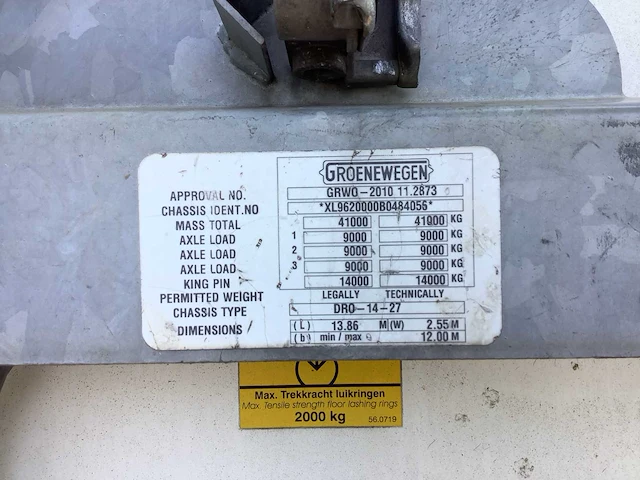 GROENEWEGEN
APPROVAL NO. GRWO-2010 11.2873
CHASSIS IDENT.NO *XL9620000B0484056*
MASS TOTAL 41000 41000 KG
AXLE LOAD 1 9000 9000 KG
AXLE LOAD 2 9000 9000 KG
AXLE LOAD 3 9000 9000 KG
KING PIN 14000 14000 KG
PERMITTED WEIGHT LEGALLY TECHNICALLY
CHASSIS TYPE DRO-14-27
DIMENSIONS (L) 13.86 M (W) 2.55 M
(b) min / max 12.00 M
Max. Trekkracht luikringen
Max. Tensile strength floor lashing rings
2000 kg 56.0719